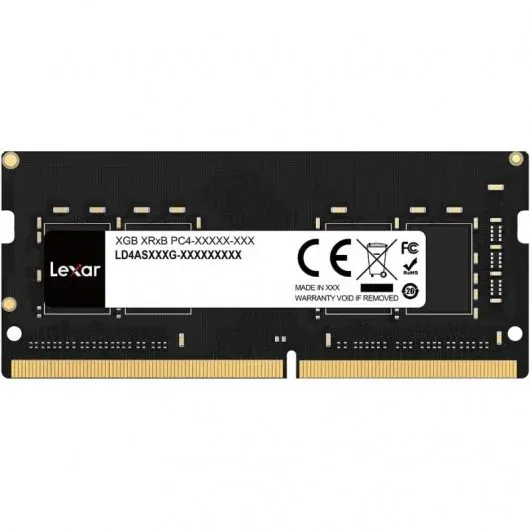 Lexar
XGB XRxB PC4-XXXXX-XXX
LD4ASXXXG-XXXXXXXXX
CE
FC
RoHS
20
MADE IN XXX
WARRANTY VOID IF REMOVED